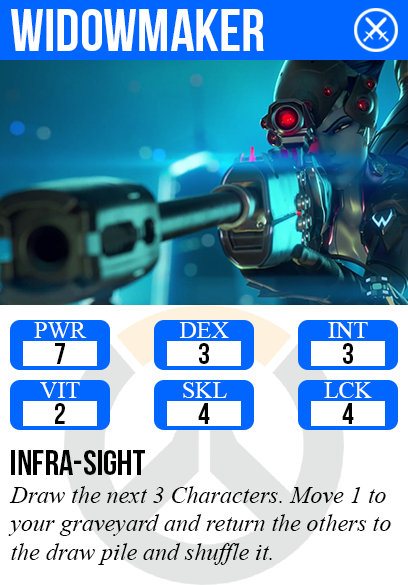 WIDOWMAKER
PWR DEX INT
7 3 3
VIT SKL LCK
2 4 4
INFRA-SIGHT
Draw the next 3 Characters. Move 1 to
your graveyard and return the others to
the draw pile and shuffle it.